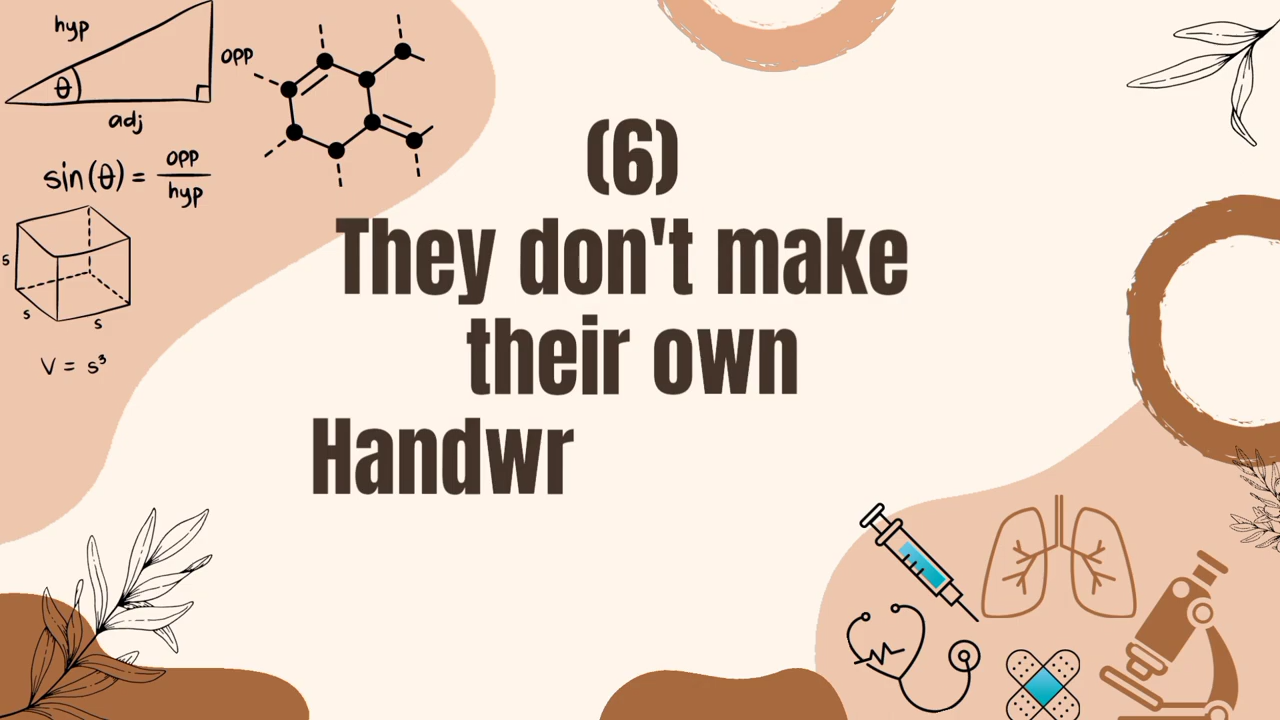 hyp
opp
θ
adj
sin(θ) = opp
hyp
s
s
s
V = s³
(6)
They don't make
their own
Handwr